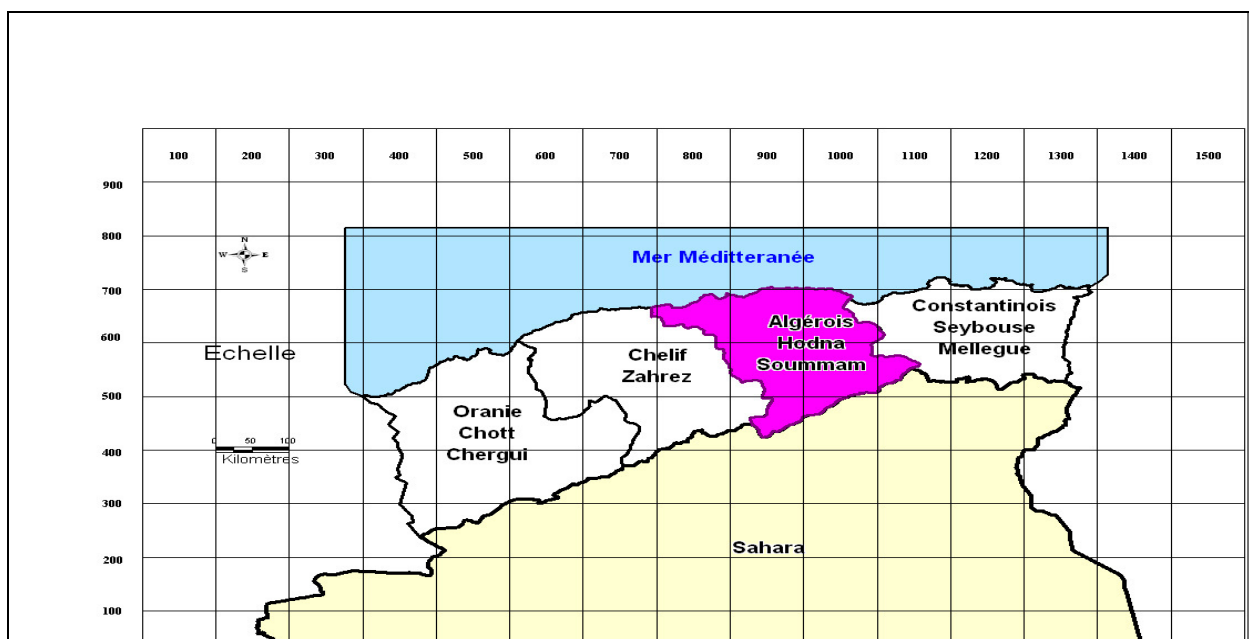 100 200 300 400 500 600 700 800 900 1000 1100 1200 1300 1400 1500
900
800
N
W E
S
Mer Méditteranée
700
Constantinois
Seybouse
Mellegue
Algérois
Hodna
Soummam
600
Echelle
Chelif
Zahrez
500
Oranie
Chott
Chergui
0 50 100
Kilomètres
400
300
Sahara
200
100